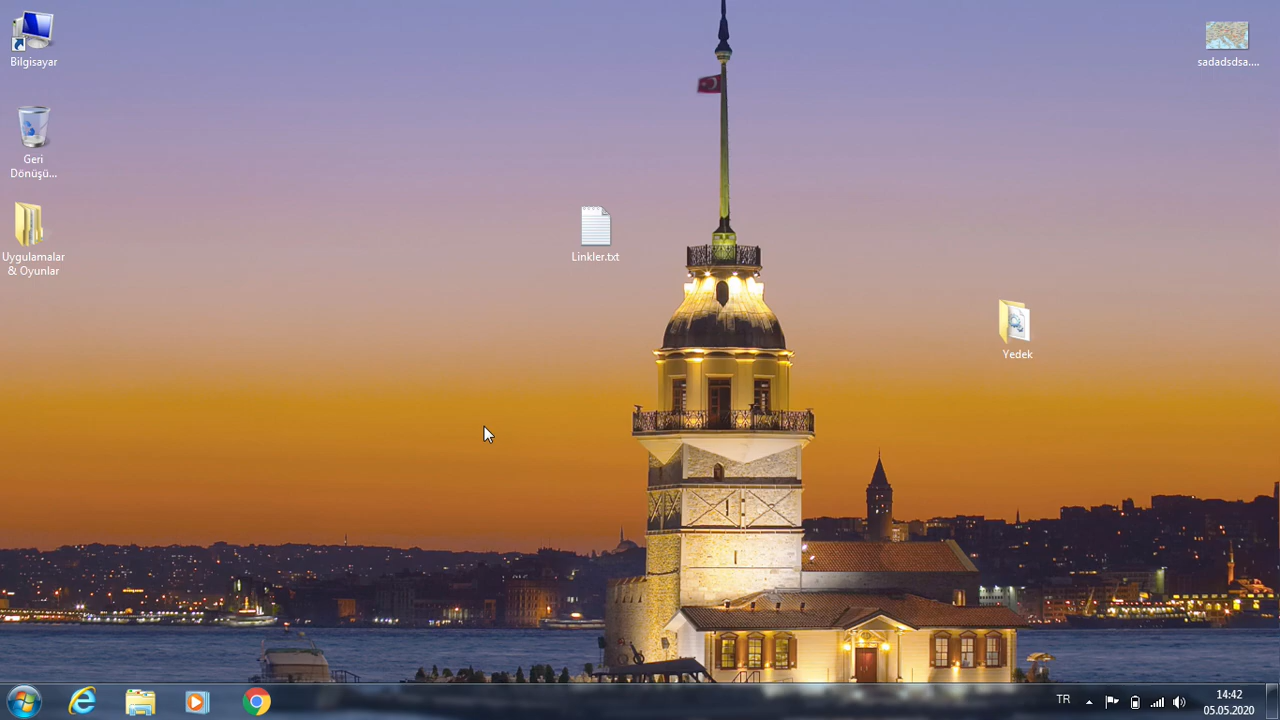 Bilgisayar
Geri
Dönüşü...
Uygulamalar
& Oyunlar
Linkler.txt
sadadsdsa....
Yedek
TR
14:42
05.05.2020